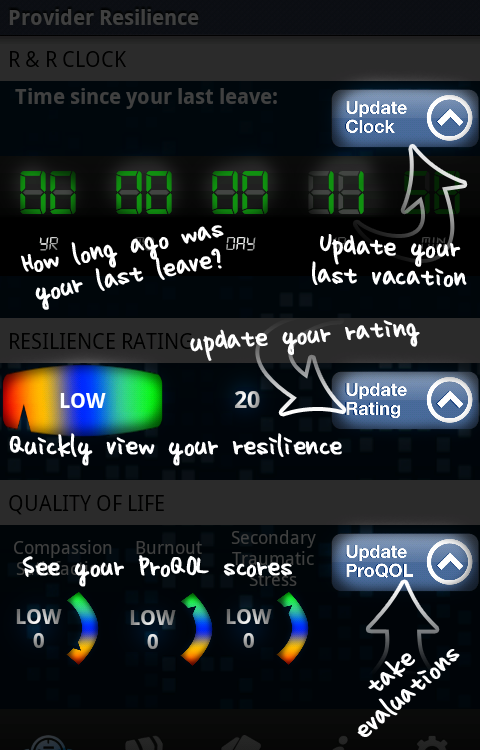 Provider Resilience
R & R CLOCK
Time since your last leave:
Update
Clock
00 00 00 11
YR
DAY
MIN
How long ago was
your last leave?
Update your
last vacation
RESILIENCE RATING
update your rating
LOW
20
Update
Rating
Quickly view your resilience
QUALITY OF LIFE
Compassion
Burnout
Secondary
Traumatic
Stress
See your ProQOL scores
Update
ProQOL
LOW
0
LOW
0
LOW
0
take
evaluations